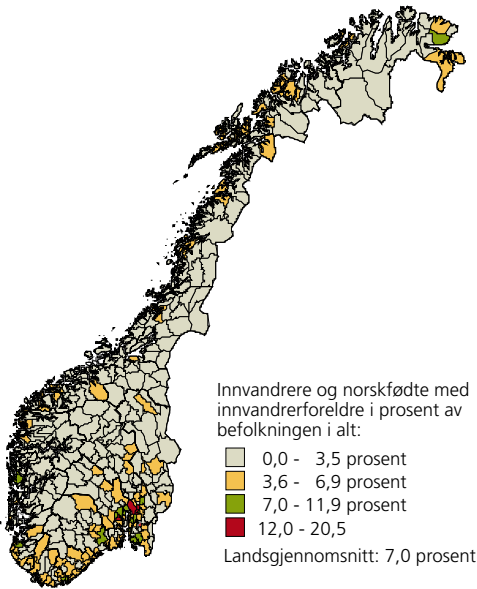 Innvandrere og norskfødte med
innvandrerforeldre i prosent av
befolkningen i alt:
0,0 - 3,5 prosent
3,6 - 6,9 prosent
7,0 - 11,9 prosent
12,0 - 20,5
Landsgjennomsnitt: 7,0 prosent